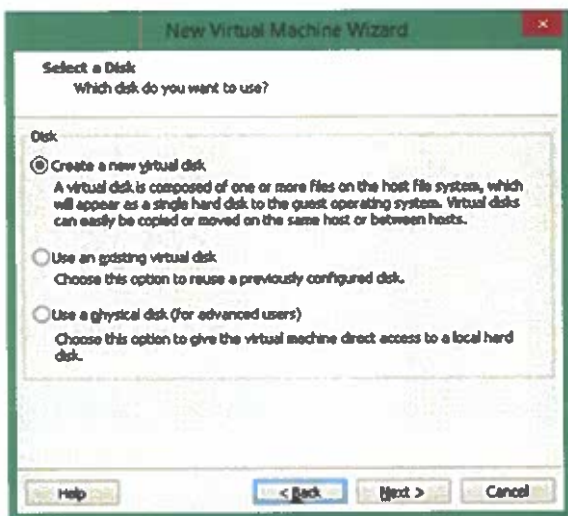 New Virtual Machine Wizard
Select a Disk
Which disk do you want to use?
Disk
Create a new virtual disk
A virtual disk is composed of one or more files on the host file system, which
will appear as a single hard disk to the guest operating system. Virtual disks
can easily be copied or moved on the same host or between hosts.
Use an existing virtual disk
Choose this option to reuse a previously configured disk.
Use a physical disk (for advanced users)
Choose this option to give the virtual machine direct access to a local hard
disk.
Help
< Back
Next >
Cancel